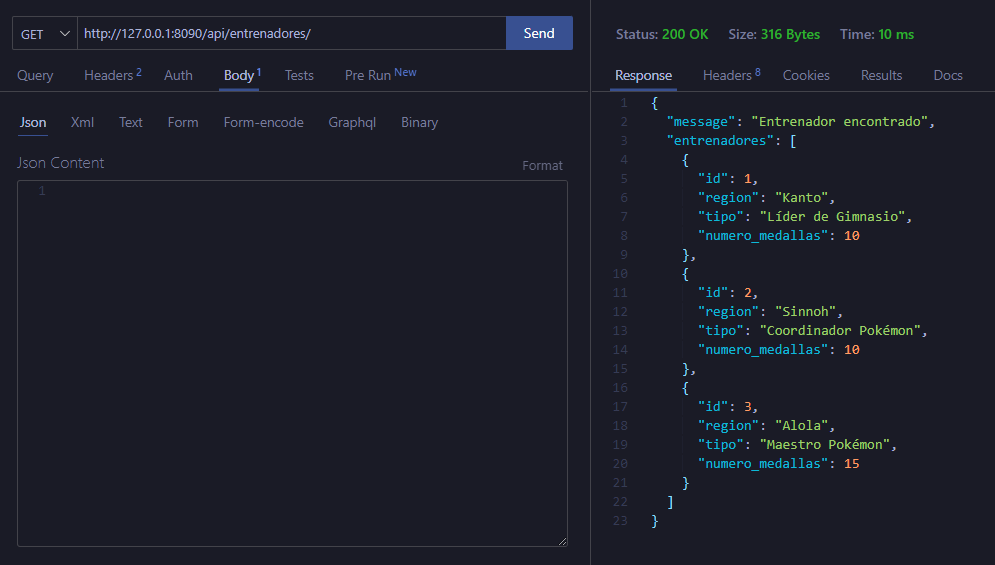 GET http://127.0.0.1:8090/api/entrenadores/ Send
Query Headers 2 Auth Body 1 Tests Pre Run New
Json Xml Text Form Form-encode Graphql Binary
Json Content Format
1
Status: 200 OK Size: 316 Bytes Time: 10 ms
Response Headers 8 Cookies Results Docs
1 {
2 "message": "Entrenador encontrado",
3 "entrenadores": [
4 {
5 "id": 1,
6 "region": "Kanto",
7 "tipo": "Líder de Gimnasio",
8 "numero_medallas": 10
9 },
10 {
11 "id": 2,
12 "region": "Sinnoh",
13 "tipo": "Coordinador Pokémon",
14 "numero_medallas": 10
15 },
16 {
17 "id": 3,
18 "region": "Alola",
19 "tipo": "Maestro Pokémon",
20 "numero_medallas": 15
21 }
22 ]
23 }